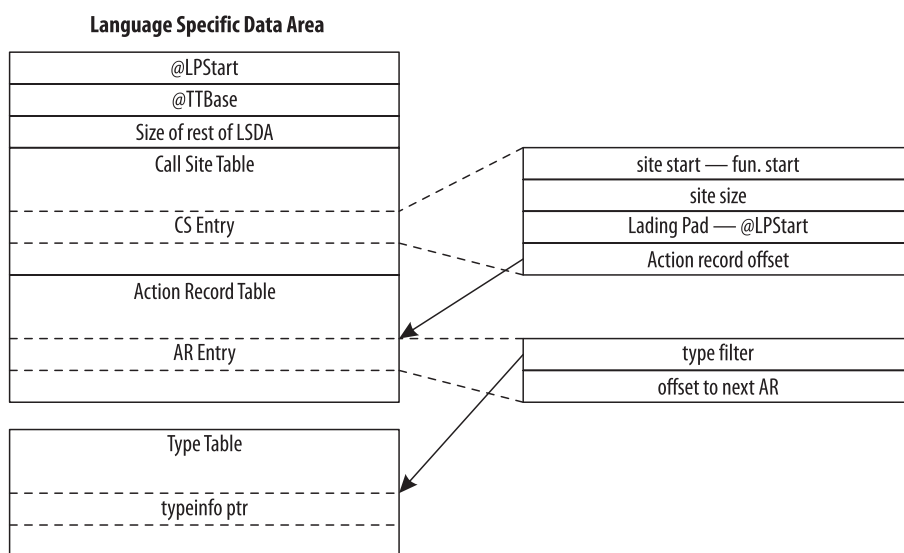 Language Specific Data Area
@LPStart
@TTBase
Size of rest of LSDA
Call Site Table
CS Entry
site start — fun. start
site size
Lading Pad — @LPStart
Action record offset
Action Record Table
AR Entry
type filter
offset to next AR
Type Table
typeinfo ptr